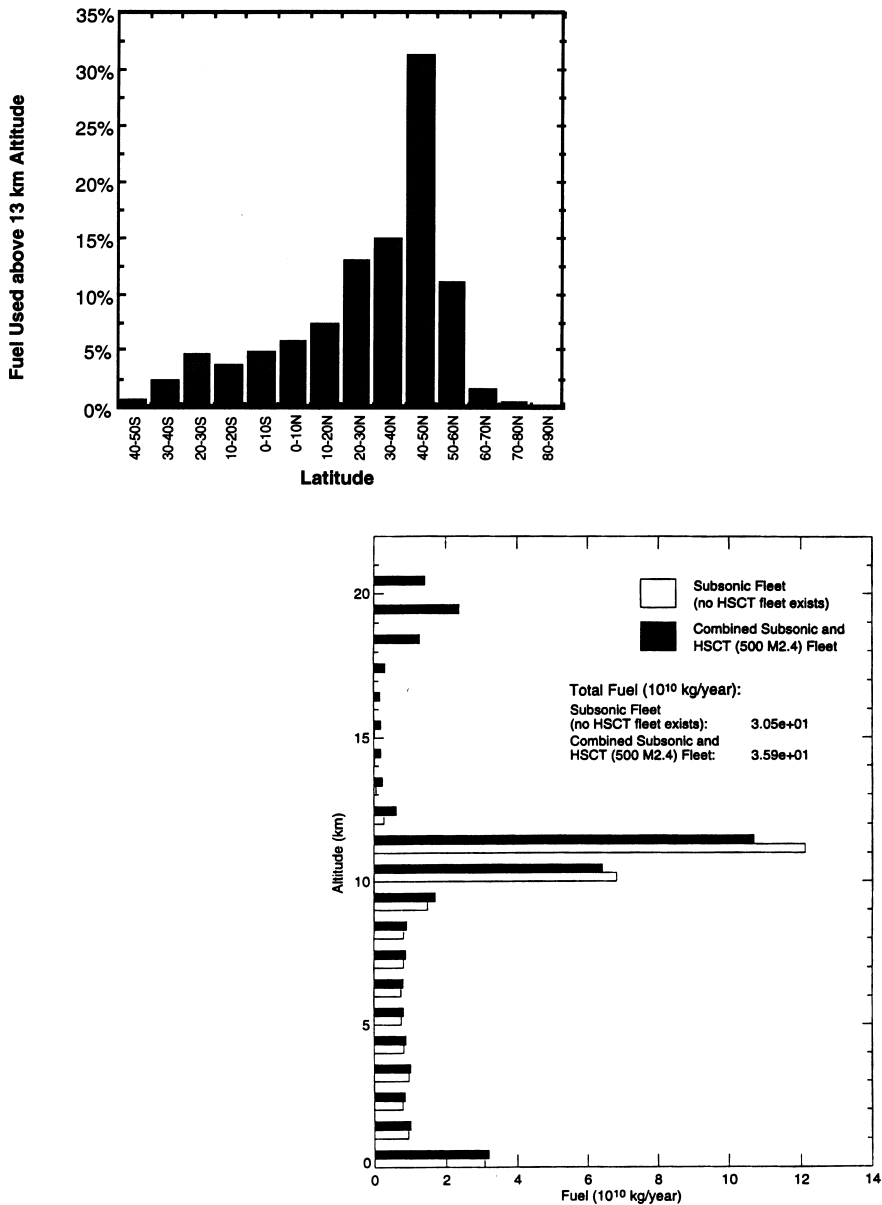 35%
30%
25%
20%
15%
10%
5%
0%
Fuel Used above 13 km Altitude
40-50S
30-40S
20-30S
10-20S
0-10S
0-10N
10-20N
20-30N
30-40N
40-50N
50-60N
60-70N
70-80N
80-90N
Latitude
20
15
10
5
0
Altitude (km)
Subsonic Fleet
(no HSCT fleet exists)
Combined Subsonic and
HSCT (500 M2.4) Fleet
Total Fuel (10¹⁰ kg/year):
Subsonic Fleet
(no HSCT fleet exists): 3.05e+01
Combined Subsonic and
HSCT (500 M2.4) Fleet: 3.59e+01
0 2 4 6 8 10 12 14
Fuel (10¹⁰ kg/year)